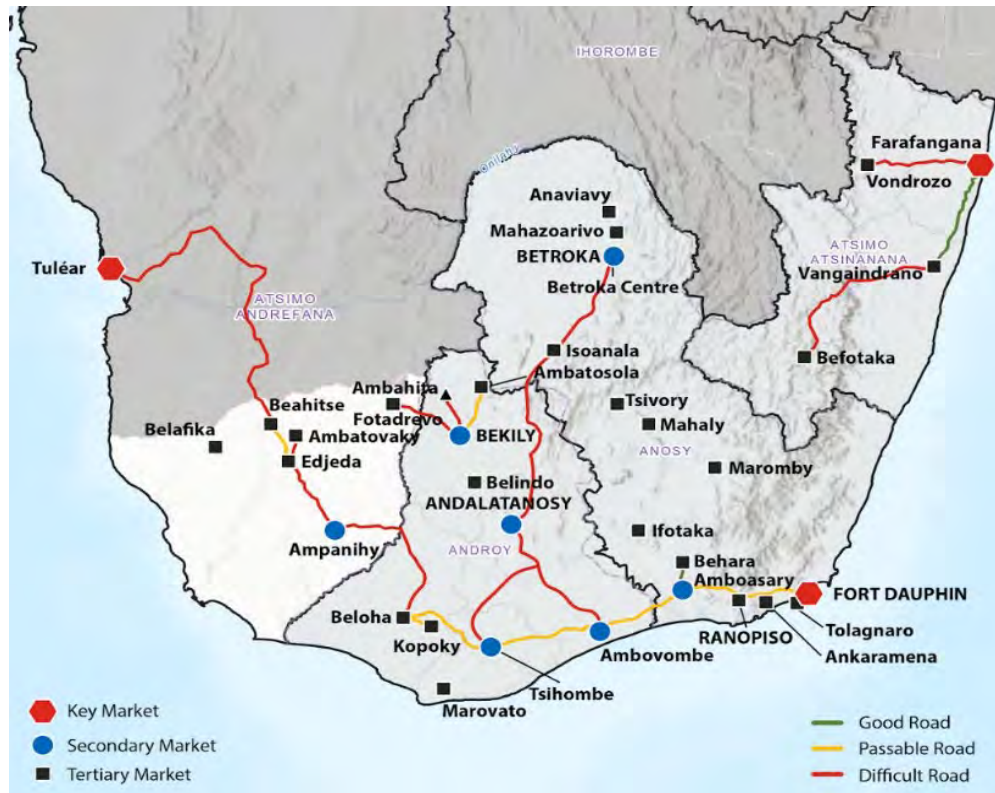 IHOROMBE
Farafangana
Onilahy
Vondrozo
Anaviavy
Mahazoarivo
BETROKA
ATSIMO
ATSINANANA
Vangaindrano
Tuléar
Betroka Centre
ATSIMO
ANDREFANA
Isoanala
Befotaka
Ambatosola
Ambahita
Beahitse
Fotadrevo
Tsivory
Belafika
Ambatovaky
BEKILY
Mahaly
ANOSY
Edjeda
Maromby
Belindo
ANDALATANOSY
Ampanihy
Ifotaka
ANDROY
Behara
Amboasary
FORT DAUPHIN
Beloha
Kopoky
RANOPISO
Tolagnaro
Ambovombe
Ankaramena
Tsihombe
Marovato
Key Market
Secondary Market
Tertiary Market
Good Road
Passable Road
Difficult Road